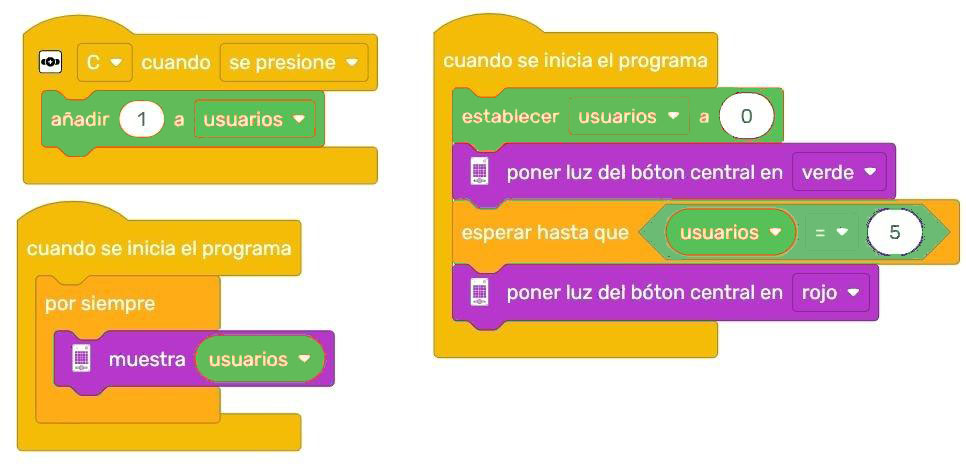 C cuando se presione
añadir 1 a usuarios
cuando se inicia el programa
por siempre
muestra usuarios
cuando se inicia el programa
establecer usuarios a 0
poner luz del bóton central en verde
esperar hasta que usuarios = 5
poner luz del bóton central en rojo